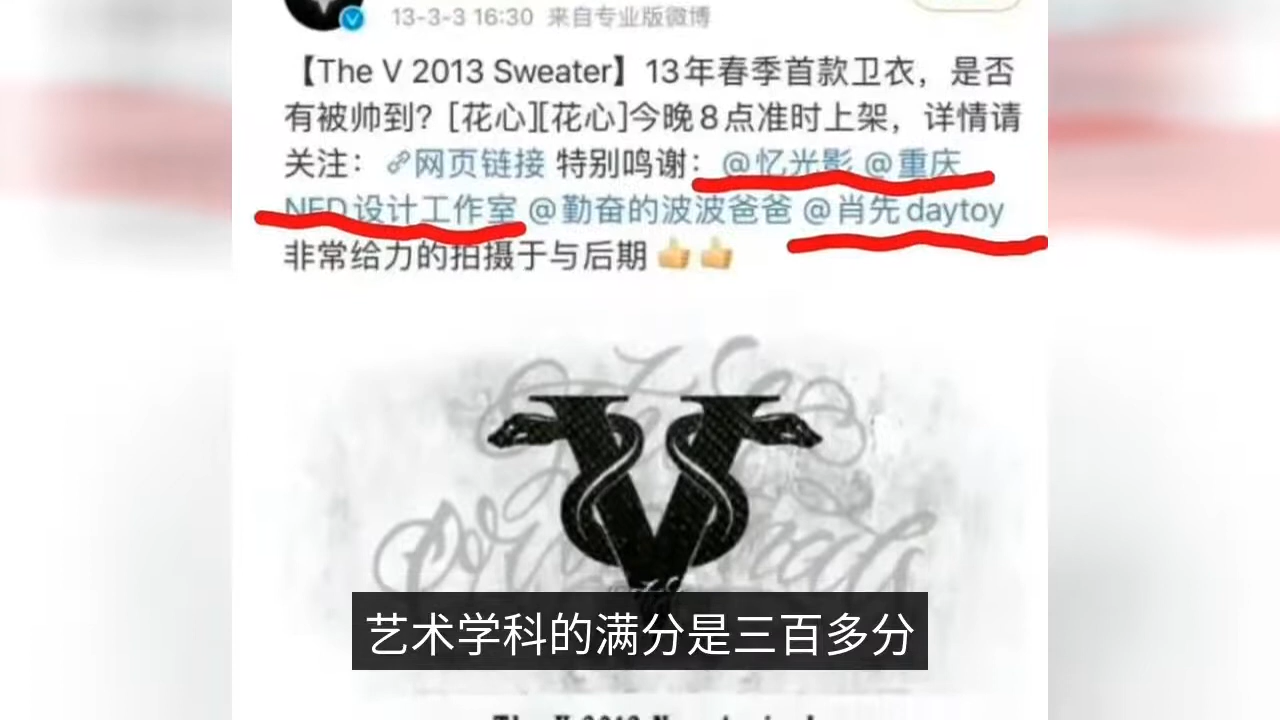 13-3-3 16:30 来自专业版微博
【The V 2013 Sweater】13年春季首款卫衣，是否
有被帅到？[花心][花心]今晚8点准时上架，详情请
关注：网页链接 特别鸣谢：@忆光影 @重庆
NED设计工作室 @勤奋的波波爸爸 @肖先daytoy
非常给力的拍摄于与后期
V
艺术学科的满分是三百多分